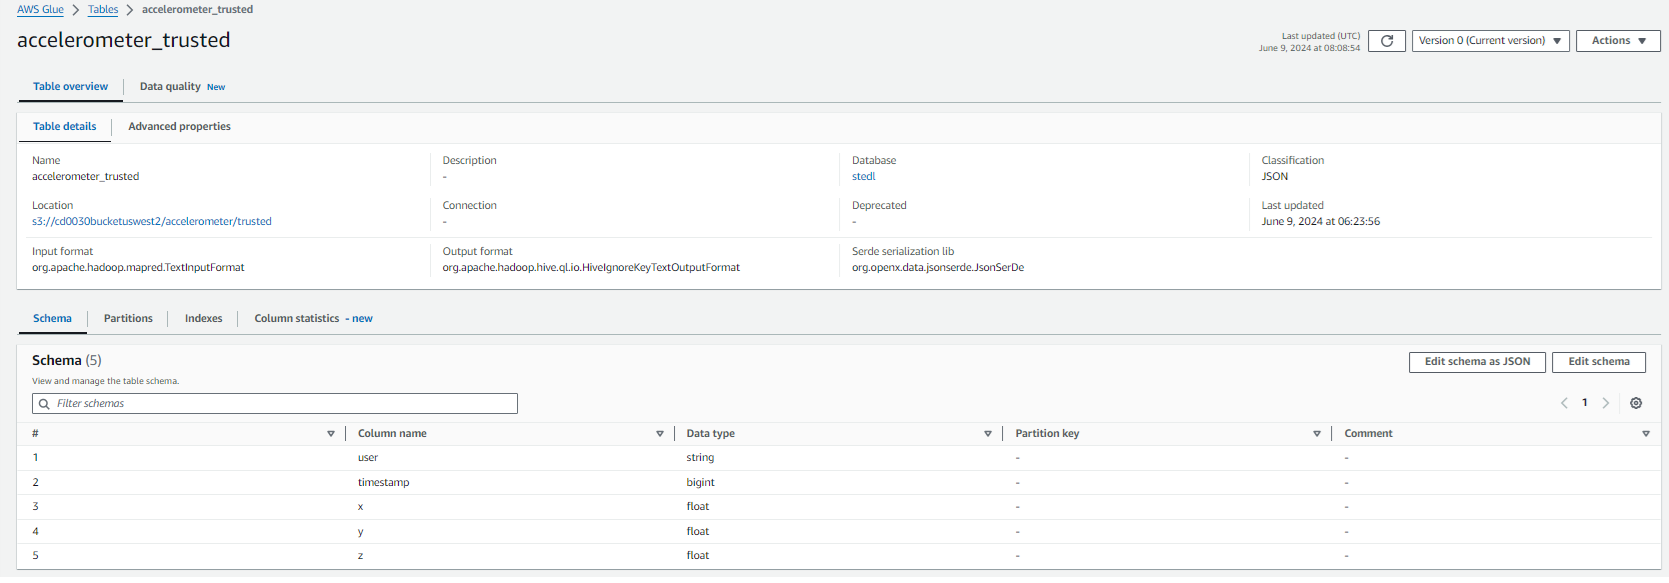 AWS Glue > Tables > accelerometer_trusted
accelerometer_trusted
Last updated (UTC)
June 9, 2024 at 08:08:54
Version 0 (Current version)
Actions
Table overview
Data quality New
Table details
Advanced properties
Name
accelerometer_trusted
Description
-
Database
stedl
Classification
JSON
Location
s3://cd0030bucketuswest2/accelerometer/trusted
Connection
-
Deprecated
-
Last updated
June 9, 2024 at 06:23:56
Input format
org.apache.hadoop.mapred.TextInputFormat
Output format
org.apache.hadoop.hive.ql.io.HiveIgnoreKeyTextOutputFormat
Serde serialization lib
org.openx.data.jsonserde.JsonSerDe
Schema
Partitions
Indexes
Column statistics - new
Schema (5)
View and manage the table schema.
Edit schema as JSON
Edit schema
Filter schemas
1
# Column name Data type Partition key Comment
1 user string - -
2 timestamp bigint - -
3 x float - -
4 y float - -
5 z float - -